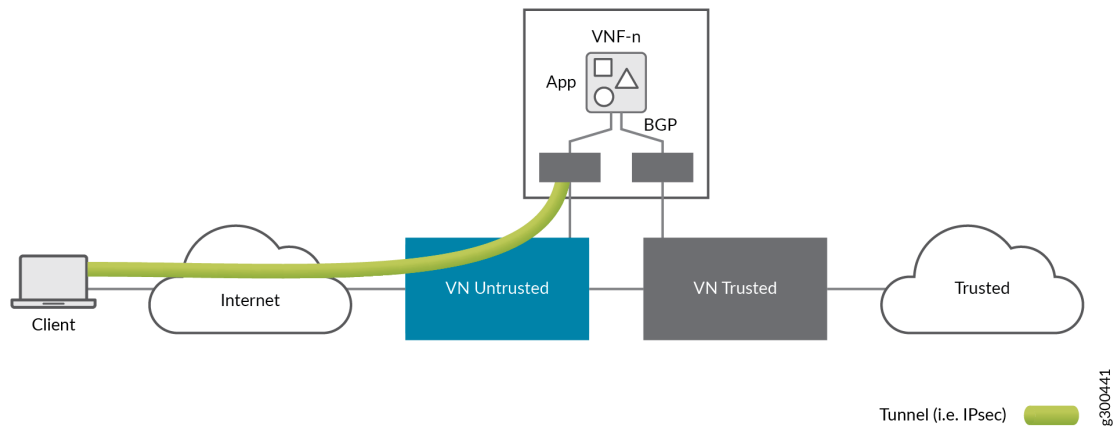 VNF-n
App
BGP
Internet
VN Untrusted
VN Trusted
Trusted
Client
Tunnel (i.e. IPsec)
g300441